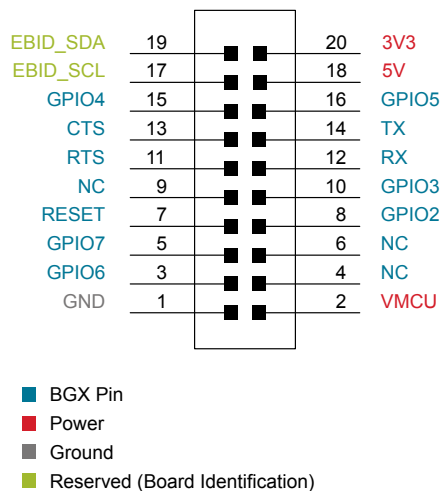 EBID_SDA 19 20 3V3
EBID_SCL 17 18 5V
GPIO4 15 16 GPIO5
CTS 13 14 TX
RTS 11 12 RX
NC 9 10 GPIO3
RESET 7 8 GPIO2
GPIO7 5 6 NC
GPIO6 3 4 NC
GND 1 2 VMCU
BGX Pin
Power
Ground
Reserved (Board Identification)